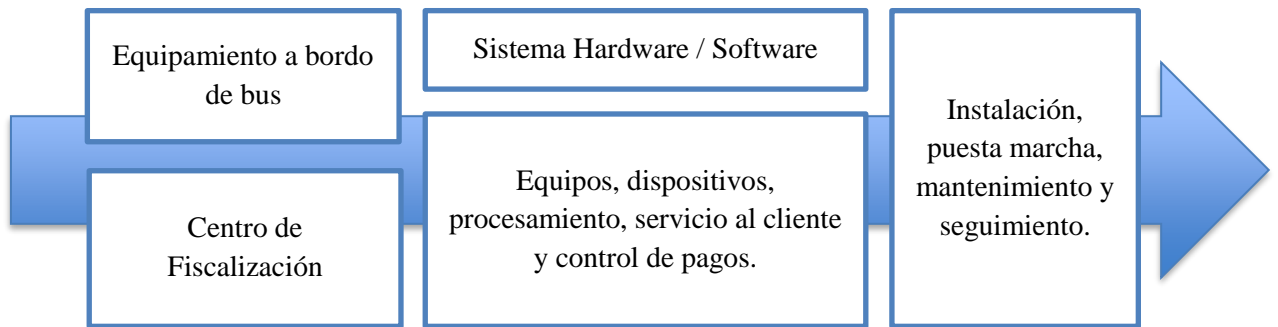 Equipamiento a bordo
de bus
Centro de
Fiscalización
Sistema Hardware / Software
Equipos, dispositivos,
procesamiento, servicio al cliente
y control de pagos.
Instalación,
puesta marcha,
mantenimiento y
seguimiento.